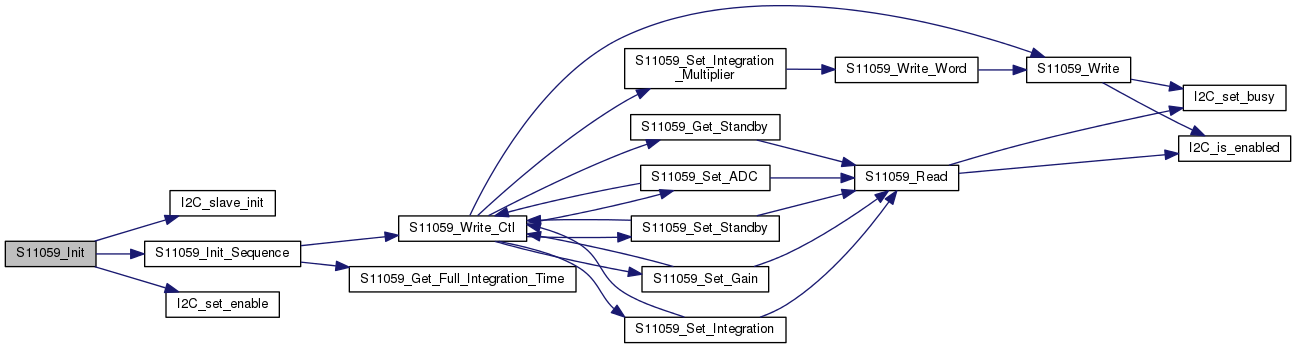 S11059_Init
I2C_slave_init
S11059_Init_Sequence
I2C_set_enable
S11059_Write_Ctl
S11059_Get_Full_Integration_Time
S11059_Set_Integration
_Multiplier
S11059_Get_Standby
S11059_Set_ADC
S11059_Set_Standby
S11059_Set_Gain
S11059_Set_Integration
S11059_Write_Word
S11059_Read
S11059_Write
I2C_set_busy
I2C_is_enabled